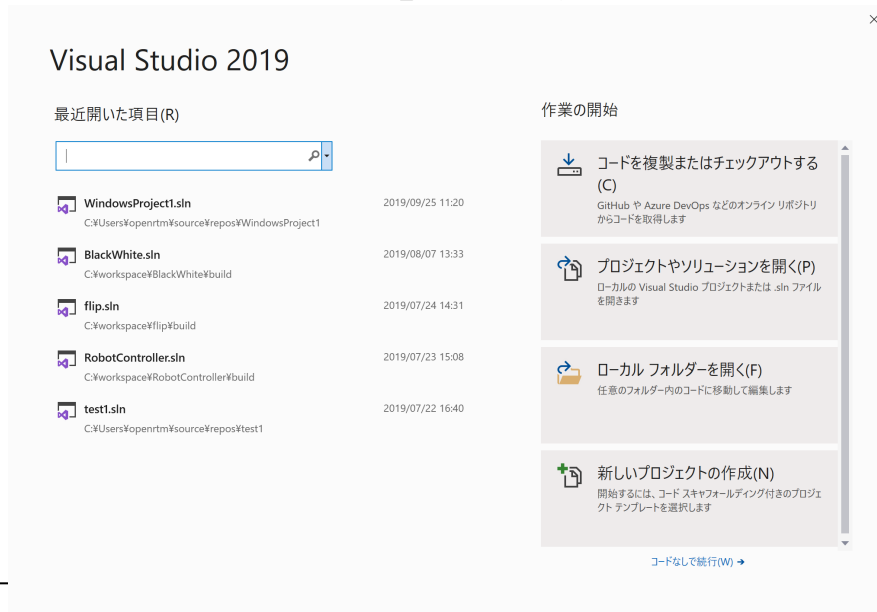 Visual Studio 2019
最近開いた項目(R)
WindowsProject1.sln
2019/09/25 11:20
C:¥Users¥openrtm¥source¥repos¥WindowsProject1
BlackWhite.sln
2019/08/07 13:33
C:¥workspace¥BlackWhite¥build
flip.sln
2019/07/24 14:31
C:¥workspace¥flip¥build
RobotController.sln
2019/07/23 15:08
C:¥workspace¥RobotController¥build
test1.sln
2019/07/22 16:40
C:¥Users¥openrtm¥source¥repos¥test1
作業の開始
コードを複製またはチェックアウトする
(C)
GitHub や Azure DevOps などのオンライン リポジトリ
からコードを取得します
プロジェクトやソリューションを開く(P)
ローカルの Visual Studio プロジェクトまたは .sln ファイル
を開きます
ローカル フォルダーを開く(F)
任意のフォルダー内のコードに移動して編集します
新しいプロジェクトの作成(N)
開始するには、コード スキャフォールディング付きのプロジェ
クト テンプレートを選択します
コードなしで続行(W) →